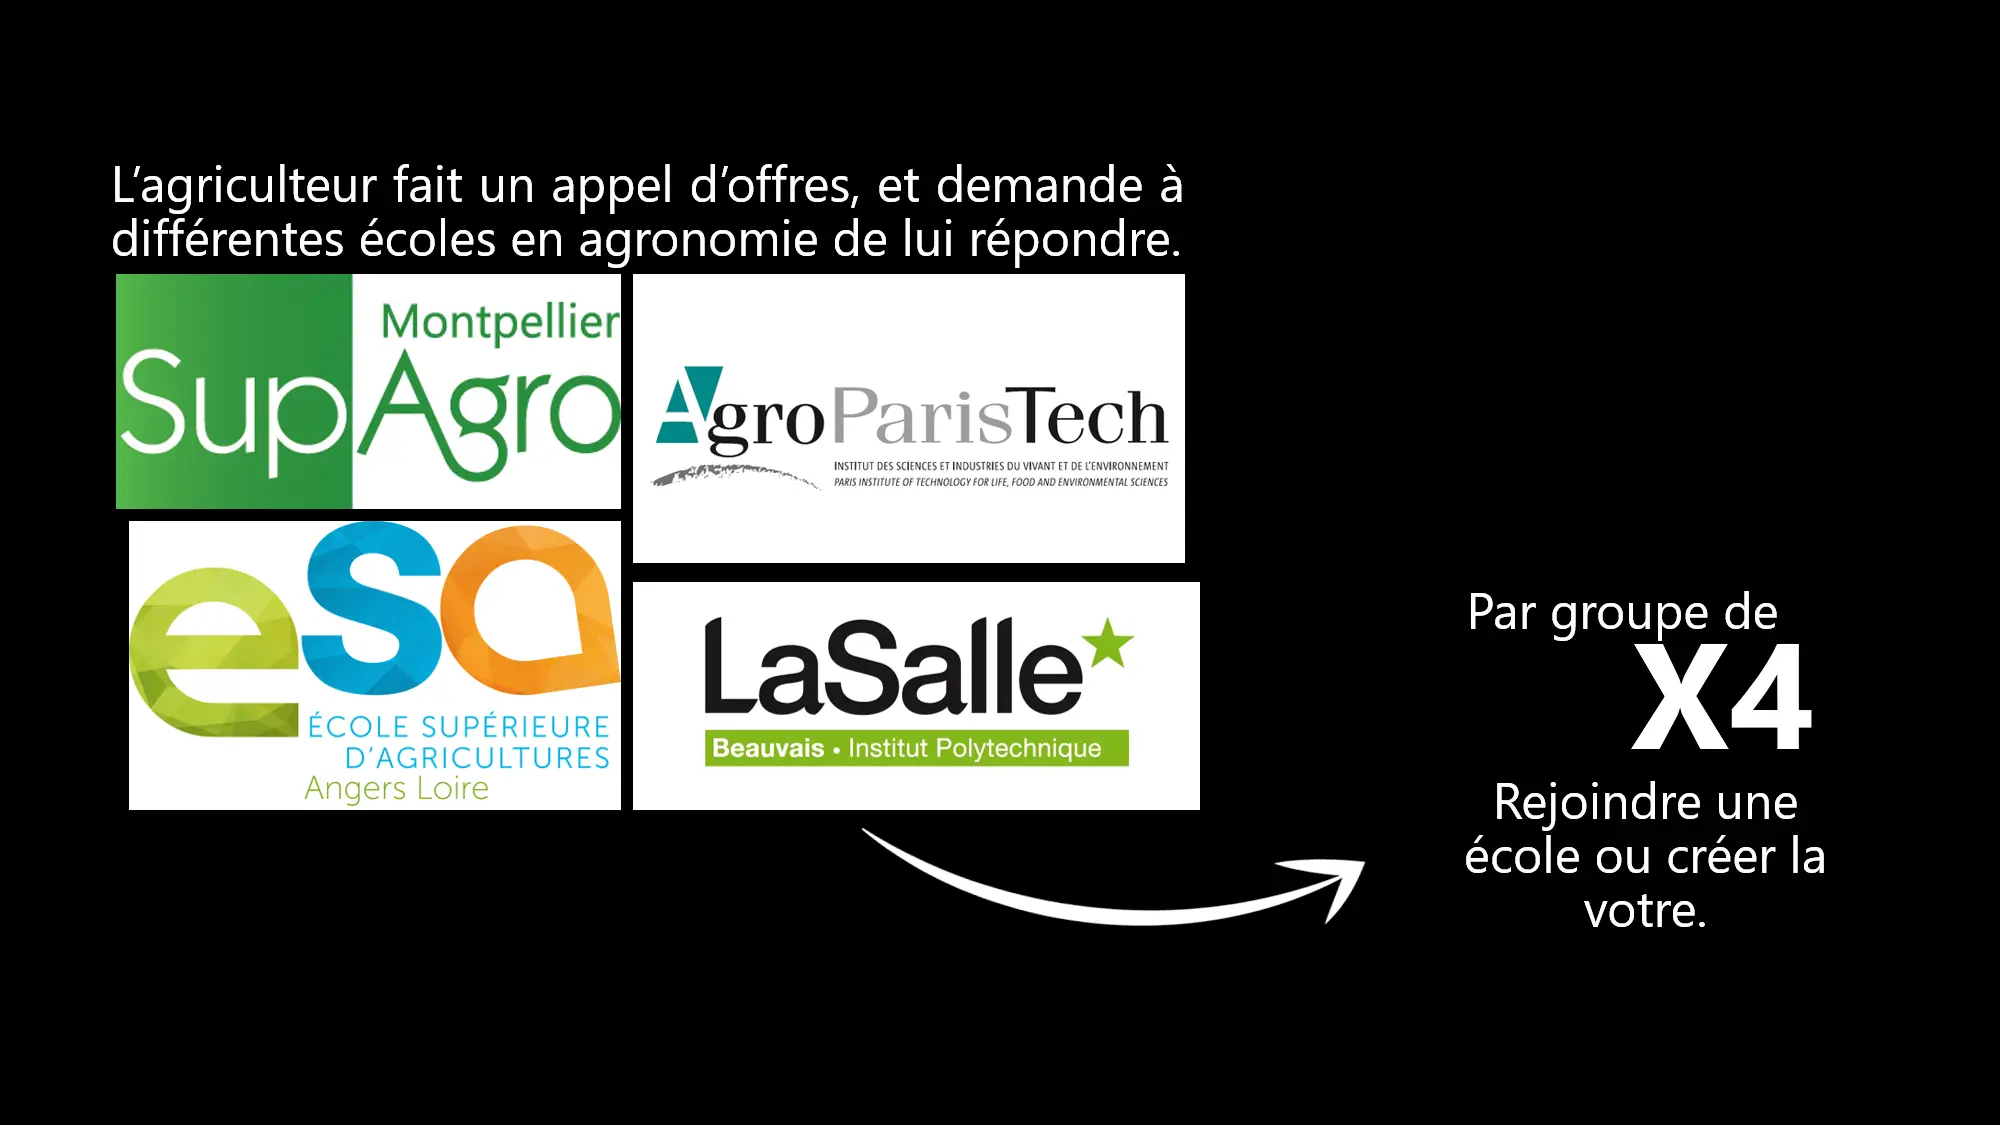 L’agriculteur fait un appel d’offres, et demande à
différentes écoles en agronomie de lui répondre.
Montpellier
SupAgro
AgroParisTech
INSTITUT DES SCIENCES ET INDUSTRIES DU VIVANT ET DE L'ENVIRONNEMENT
PARIS INSTITUTE OF TECHNOLOGY FOR LIFE, FOOD AND ENVIRONMENTAL SCIENCES
esa
ÉCOLE SUPÉRIEURE
D'AGRICULTURES
Angers Loire
LaSalle
Beauvais • Institut Polytechnique
Par groupe de
X4
Rejoindre une
école ou créer la
votre.